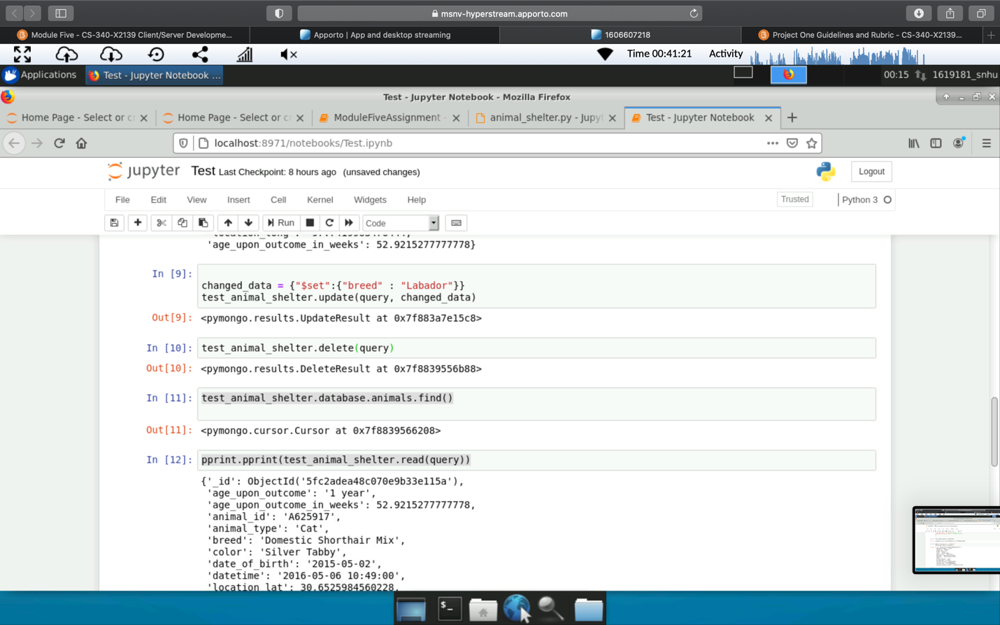 msnv-hyperstream.apporto.com
Module Five - CS-340-X2139 Client/Server Developme...
Apporto | App and desktop streaming
1606607218
Project One Guidelines and Rubric - CS-340-X2139...
Time 00:41:21
Activity
Applications
Test - Jupyter Notebook ...
00:15
1619181_snhu
Test - Jupyter Notebook - Mozilla Firefox
Home Page - Select or c
Home Page - Select or c
ModuleFiveAssignment -
animal_shelter.py - Jupyt
Test - Jupyter Notebook
localhost:8971/notebooks/Test.ipynb
jupyter Test Last Checkpoint: 8 hours ago (unsaved changes)
Logout
File Edit View Insert Cell Kernel Widgets Help
Trusted
Python 3
Run
Code
'age_upon_outcome_in_weeks': 52.9215277777778}
In [9]:
changed_data = {"$set":{"breed" : "Labador"}}
test_animal_shelter.update(query, changed_data)
Out[9]: <pymongo.results.UpdateResult at 0x7f883a7e15c8>
In [10]: test_animal_shelter.delete(query)
Out[10]: <pymongo.results.DeleteResult at 0x7f8839556b88>
In [11]: test_animal_shelter.database.animals.find()
Out[11]: <pymongo.cursor.Cursor at 0x7f8839566208>
In [12]: pprint.pprint(test_animal_shelter.read(query))
{'_id': ObjectId('5fc2adea48c070e9b33e115a'),
'age_upon_outcome': '1 year',
'age_upon_outcome_in_weeks': 52.9215277777778,
'animal_id': 'A625917',
'animal_type': 'Cat',
'breed': 'Domestic Shorthair Mix',
'color': 'Silver Tabby',
'date_of_birth': '2015-05-02',
'datetime': '2016-05-06 10:49:00',
'location_lat': 30.6525984560228,
$_